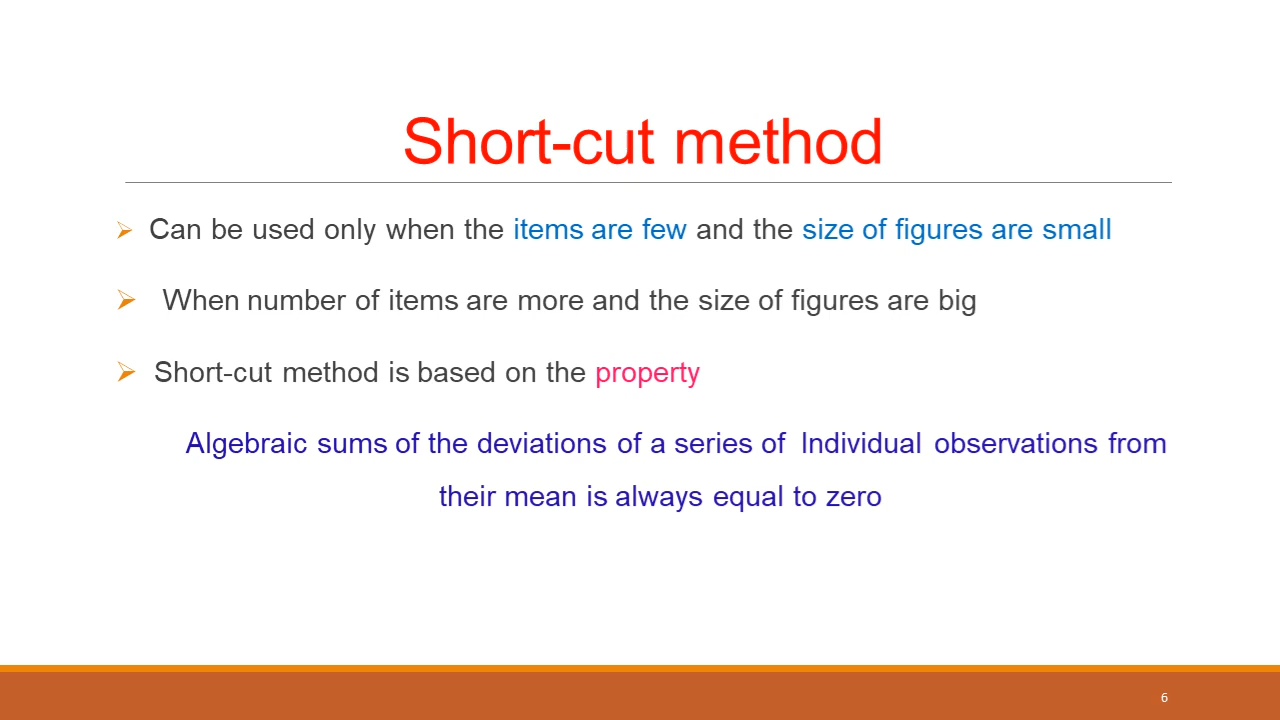 Short-cut method
➢ Can be used only when the items are few and the size of figures are small
➢ When number of items are more and the size of figures are big
➢ Short-cut method is based on the property
Algebraic sums of the deviations of a series of Individual observations from
their mean is always equal to zero
6